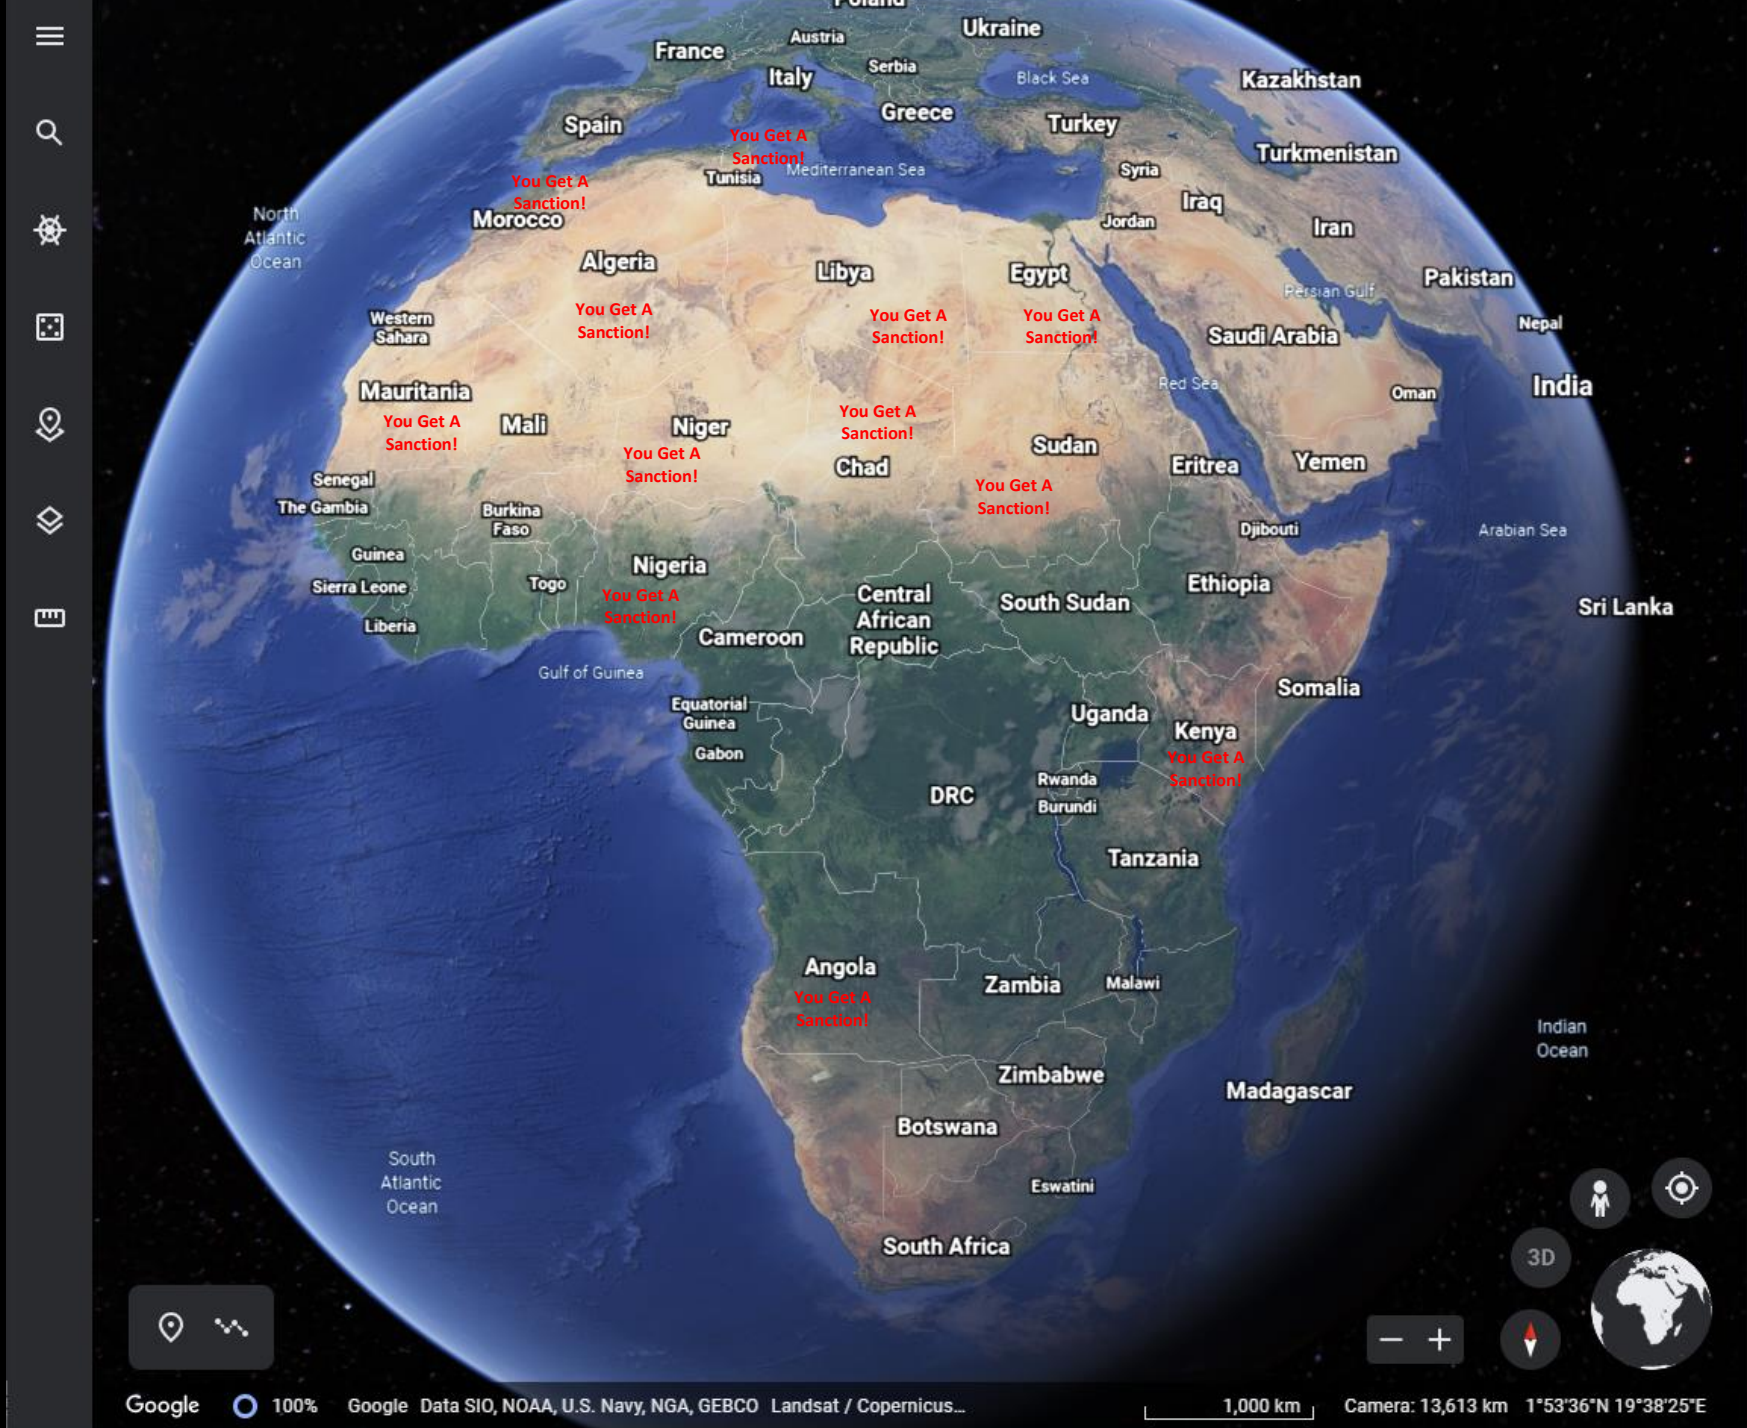 Poland
Ukraine
Austria
France
Serbia
Italy
Black Sea
Kazakhstan
Greece
Spain
Turkey
You Get A
Sanction!
Turkmenistan
Mediterranean Sea
Syria
Tunisia
You Get A
Sanction!
Iraq
Morocco
North
Atlantic
Ocean
Jordan
Iran
Algeria
Libya
Egypt
Pakistan
Persian Gulf
You Get A
Sanction!
You Get A
Sanction!
You Get A
Sanction!
Western
Sahara
Nepal
Saudi Arabia
Red Sea
India
Mauritania
Oman
You Get A
Sanction!
Mali
Niger
You Get A
Sanction!
Sudan
You Get A
Sanction!
Chad
Eritrea
Yemen
Senegal
You Get A
Sanction!
The Gambia
Burkina
Faso
Djibouti
Arabian Sea
Guinea
Nigeria
Sierra Leone
Togo
Ethiopia
You Get A
Sanction!
Central
African
Republic
South Sudan
Sri Lanka
Liberia
Cameroon
Gulf of Guinea
Somalia
Equatorial
Guinea
Uganda
Kenya
You Get A
Sanction!
Gabon
Rwanda
DRC
Burundi
Tanzania
Angola
You Get A
Sanction!
Zambia
Malawi
Indian
Ocean
Zimbabwe
Madagascar
Botswana
South
Atlantic
Ocean
Eswatini
South Africa
3D
Google
100%
Google Data SIO, NOAA, U.S. Navy, NGA, GEBCO Landsat / Copernicus...
1,000 km
Camera: 13,613 km 1°53'36"N 19°38'25"E